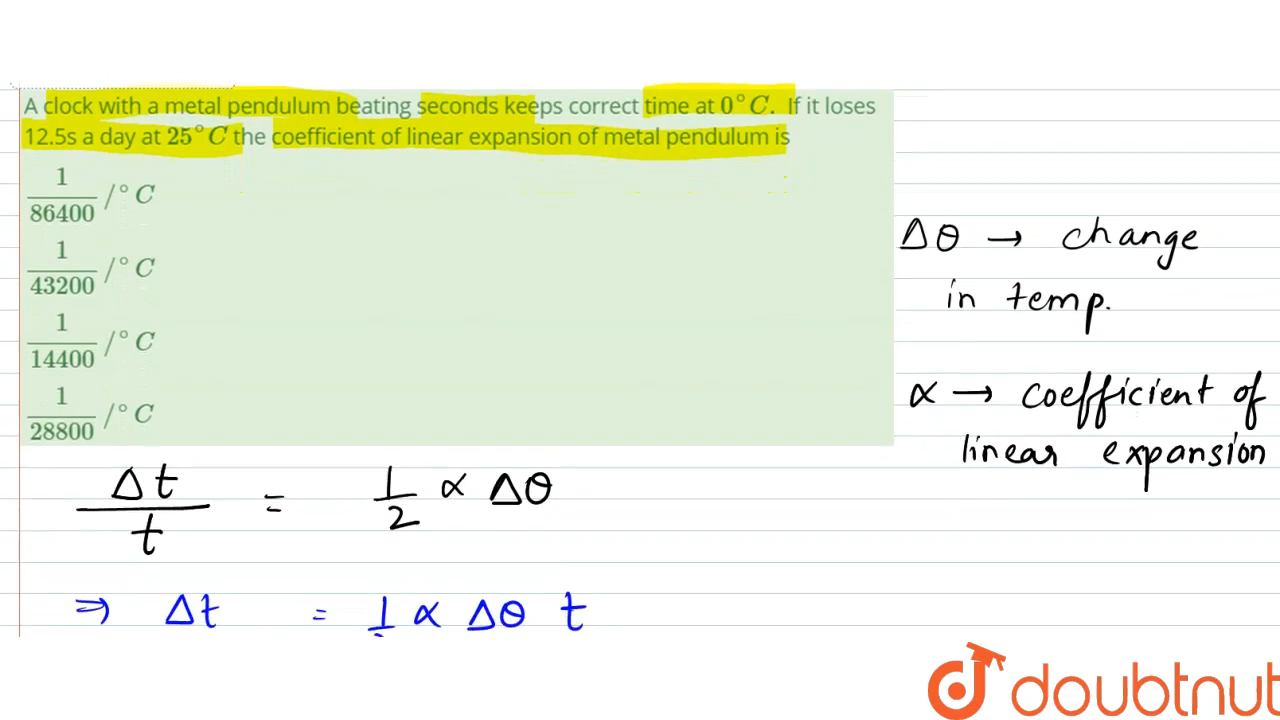 A clock with a metal pendulum beating seconds keeps correct time at 0°C. If it loses
12.5s a day at 25°C the coefficient of linear expansion of metal pendulum is
1/86400 /°C
1/43200 /°C
1/14400 /°C
1/28800 /°C
Δθ → change
in temp.
α → coefficient of
linear expansion
Δt/t = 1/2 α Δθ
⇒ Δt = 1/2 α Δθ t
doubtnut